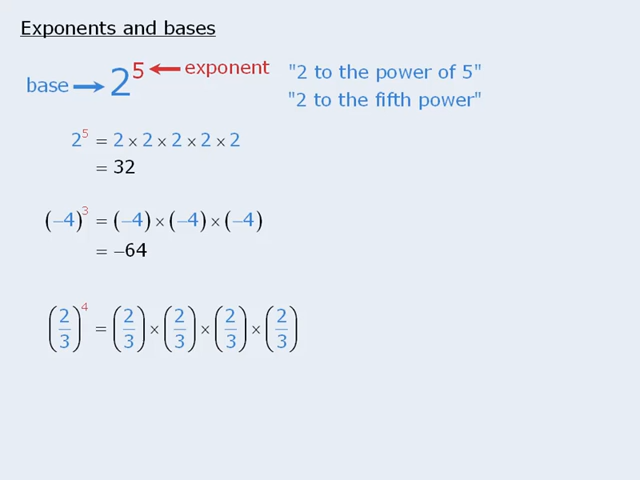 Exponents and bases
base → 2⁵ ← exponent "2 to the power of 5"
"2 to the fifth power"
2⁵ = 2 × 2 × 2 × 2 × 2
= 32
(−4)³ = (−4) × (−4) × (−4)
= −64
(2/3)⁴ = (2/3) × (2/3) × (2/3) × (2/3)